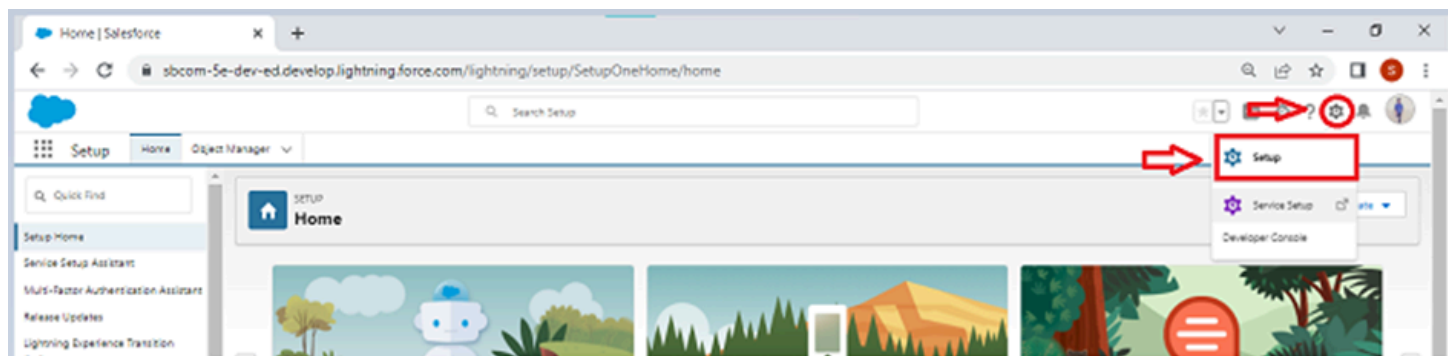 Home | Salesforce
sbcom-5e-dev-ed.develop.lightning.force.com/lightning/setup/SetupOneHome/home
S
Search Setup
?
Setup Home Object Manager
Setup
Quick Find
SETUP
Home
Service Setup
Developer Console
Setup Home
Service Setup Assistant
Multi-Factor Authentication Assistant
Release Updates
Lightning Experience Transition